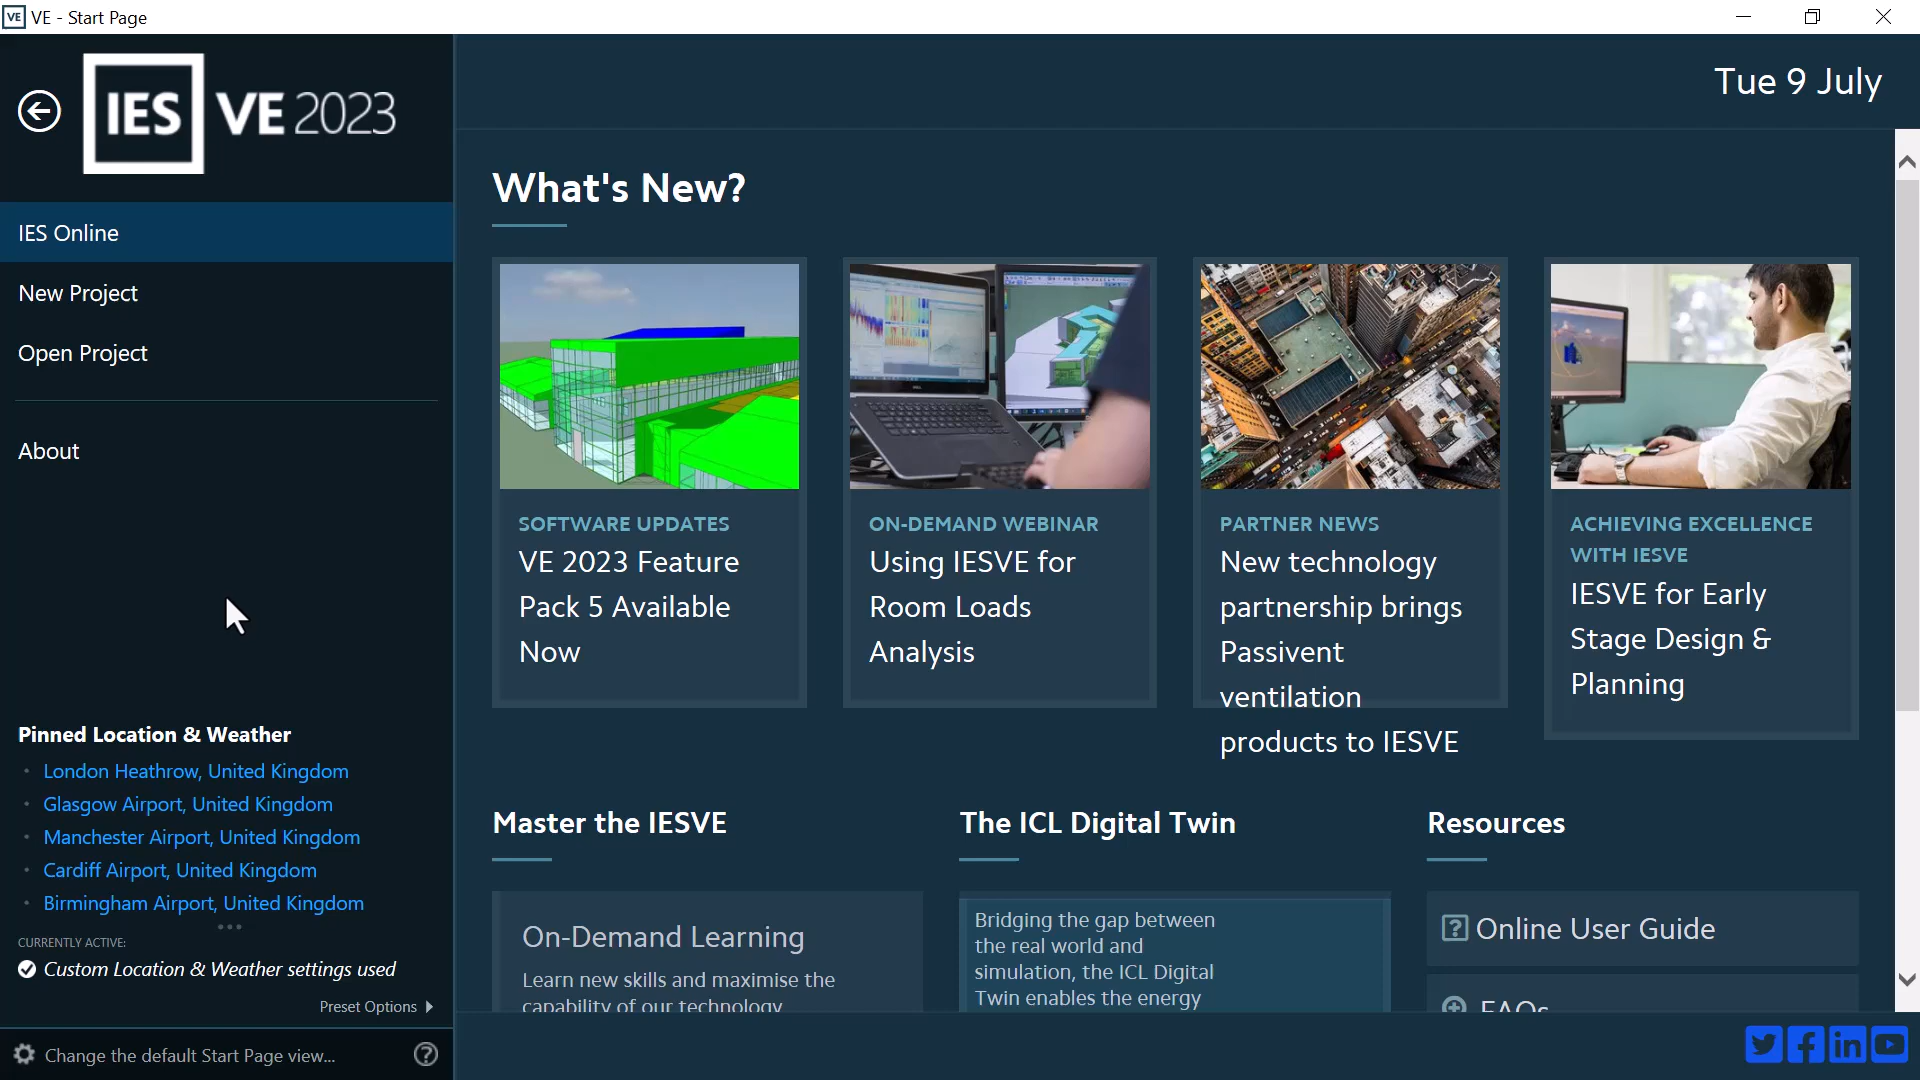 VE VE - Start Page
IES VE 2023
Tue 9 July
IES Online
New Project
Open Project
About
Pinned Location & Weather
London Heathrow, United Kingdom
Glasgow Airport, United Kingdom
Manchester Airport, United Kingdom
Cardiff Airport, United Kingdom
Birmingham Airport, United Kingdom
CURRENTLY ACTIVE:
Custom Location & Weather settings used
Preset Options
Change the default Start Page view...
What's New?
SOFTWARE UPDATES
VE 2023 Feature
Pack 5 Available
Now
ON-DEMAND WEBINAR
Using IESVE for
Room Loads
Analysis
PARTNER NEWS
New technology
partnership brings
Passivent
ventilation
products to IESVE
ACHIEVING EXCELLENCE
WITH IESVE
IESVE for Early
Stage Design &
Planning
Master the IESVE
On-Demand Learning
Learn new skills and maximise the
capability of our technology
The ICL Digital Twin
Bridging the gap between
the real world and
simulation, the ICL Digital
Twin enables the energy
Resources
Online User Guide
FAQs